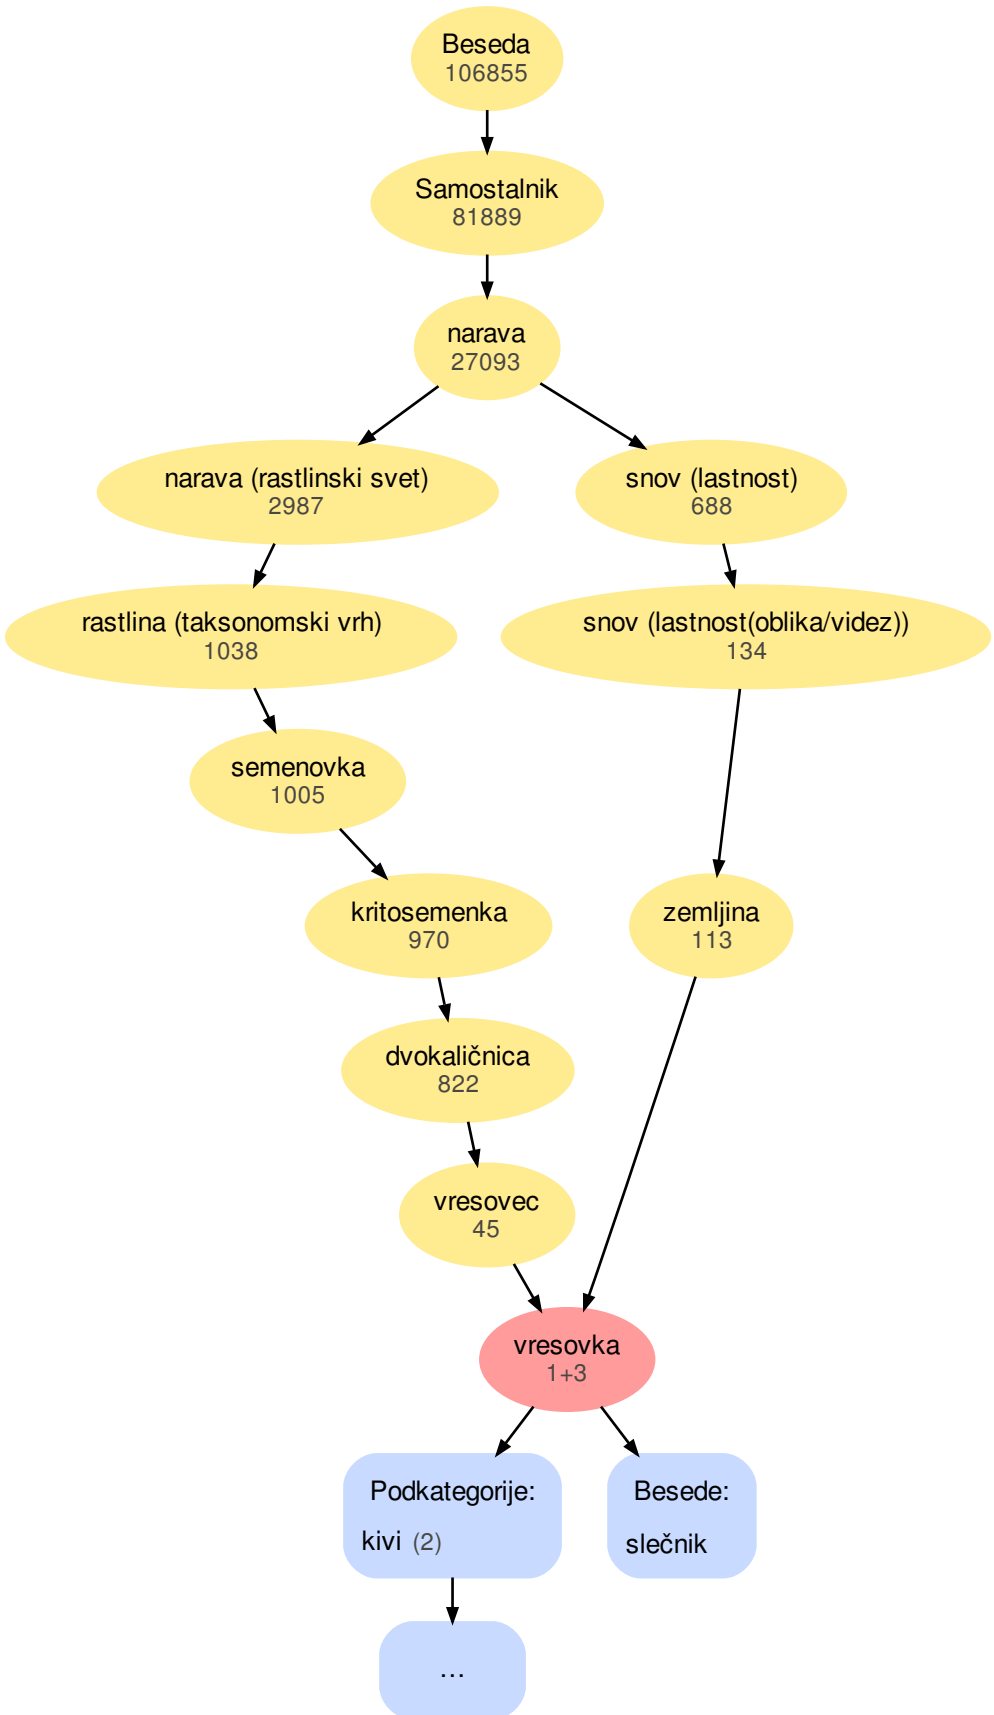 Beseda
106855
Samostalnik
81889
narava
27093
narava (rastlinski svet)
2987
snov (lastnost)
688
rastlina (taksonomski vrh)
1038
snov (lastnost(oblika/videz))
134
semenovka
1005
kritosemenka
970
zemljina
113
dvokaličnica
822
vresovec
45
vresovka
1+3
Podkategorije:
kivi (2)
Besede:
slečnik
...